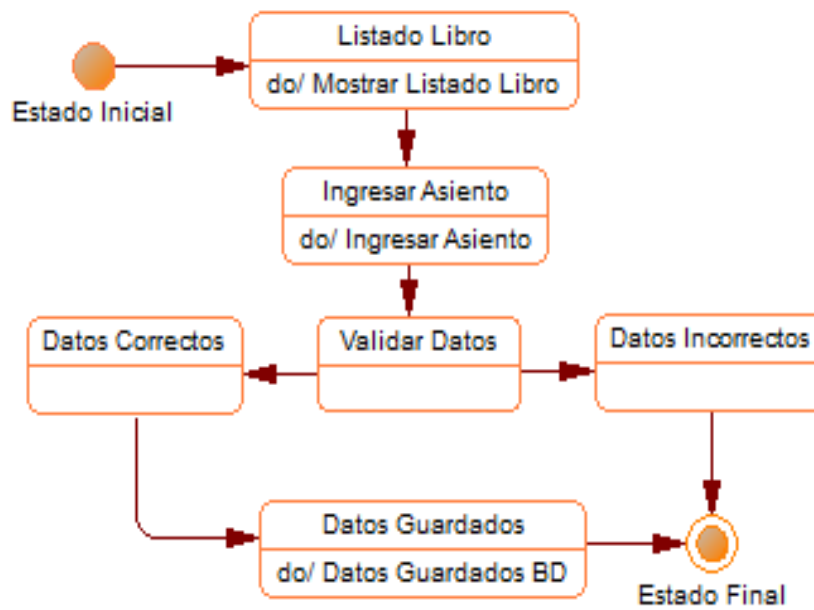 Listado Libro
do/ Mostrar Listado Libro
Estado Inicial
Ingresar Asiento
do/ Ingresar Asiento
Datos Correctos
Validar Datos
Datos Incorrectos
Datos Guardados
do/ Datos Guardados BD
Estado Final